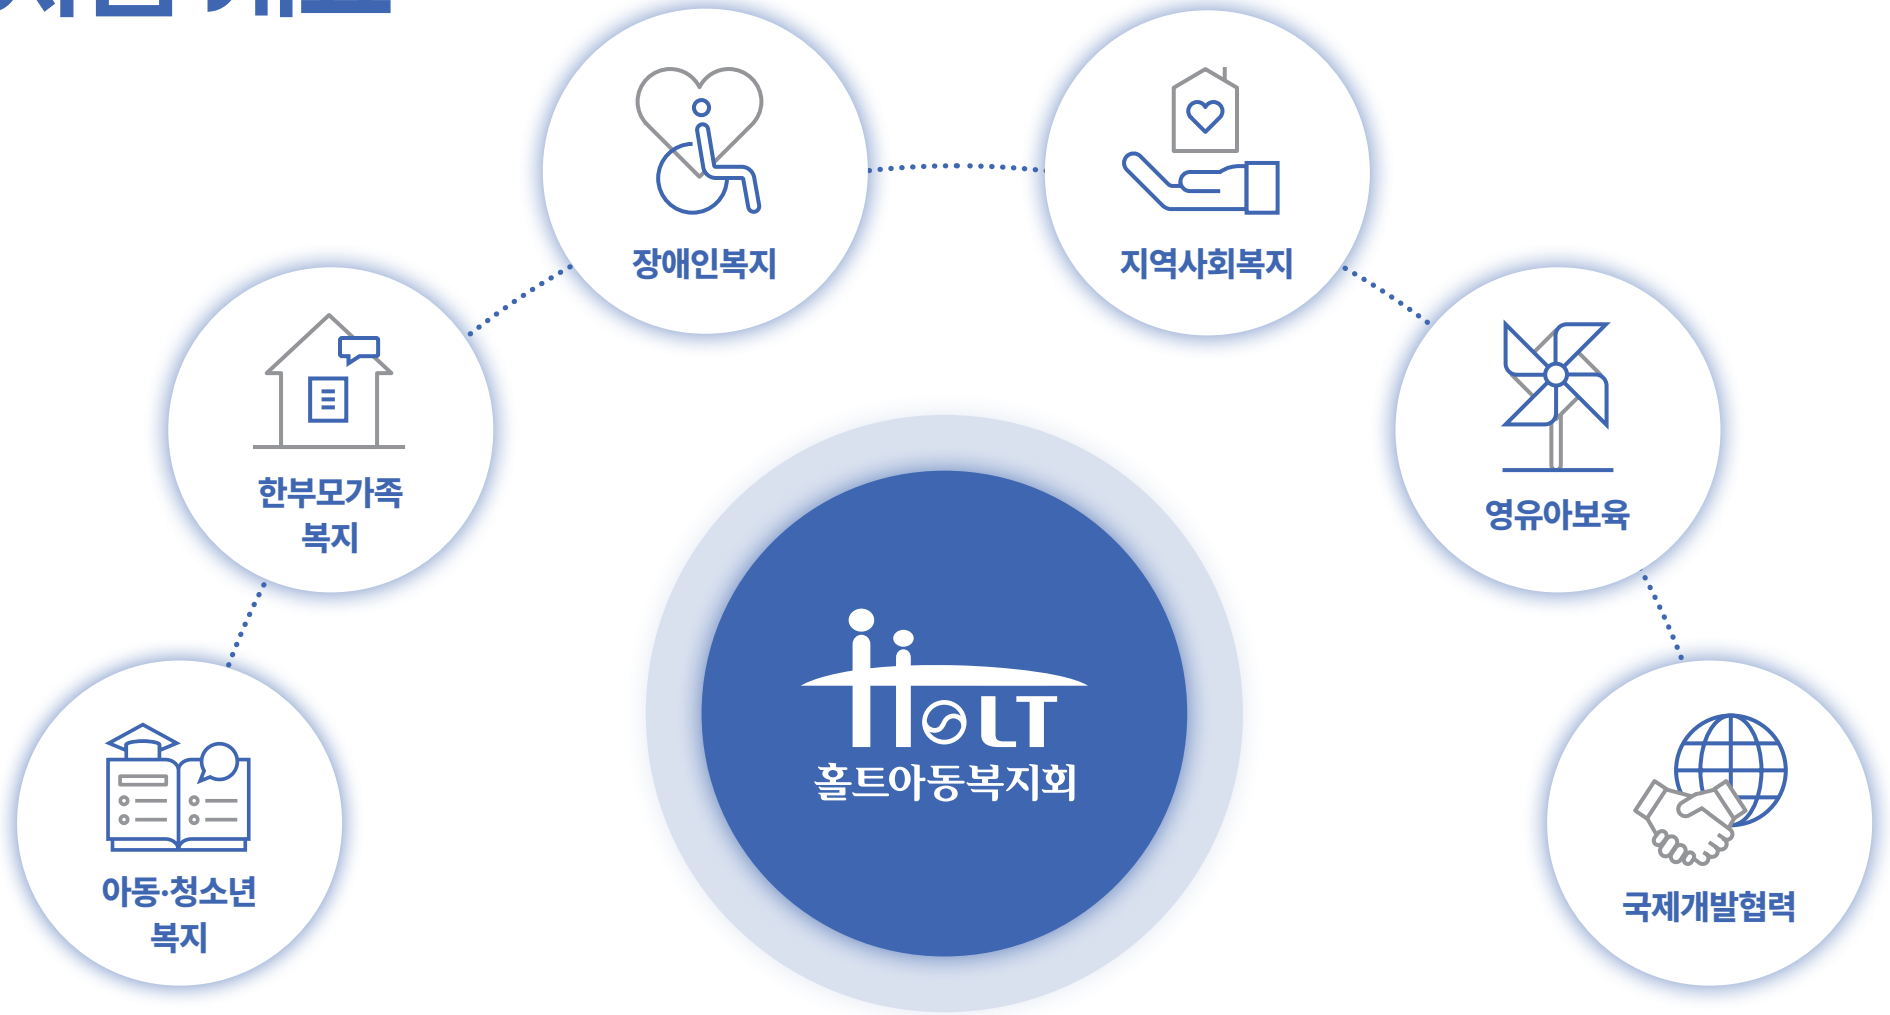 장애인복지
지역사회복지
한부모가족
복지
영유아보육
HOLT
홀트아동복지회
아동·청소년
복지
국제개발협력